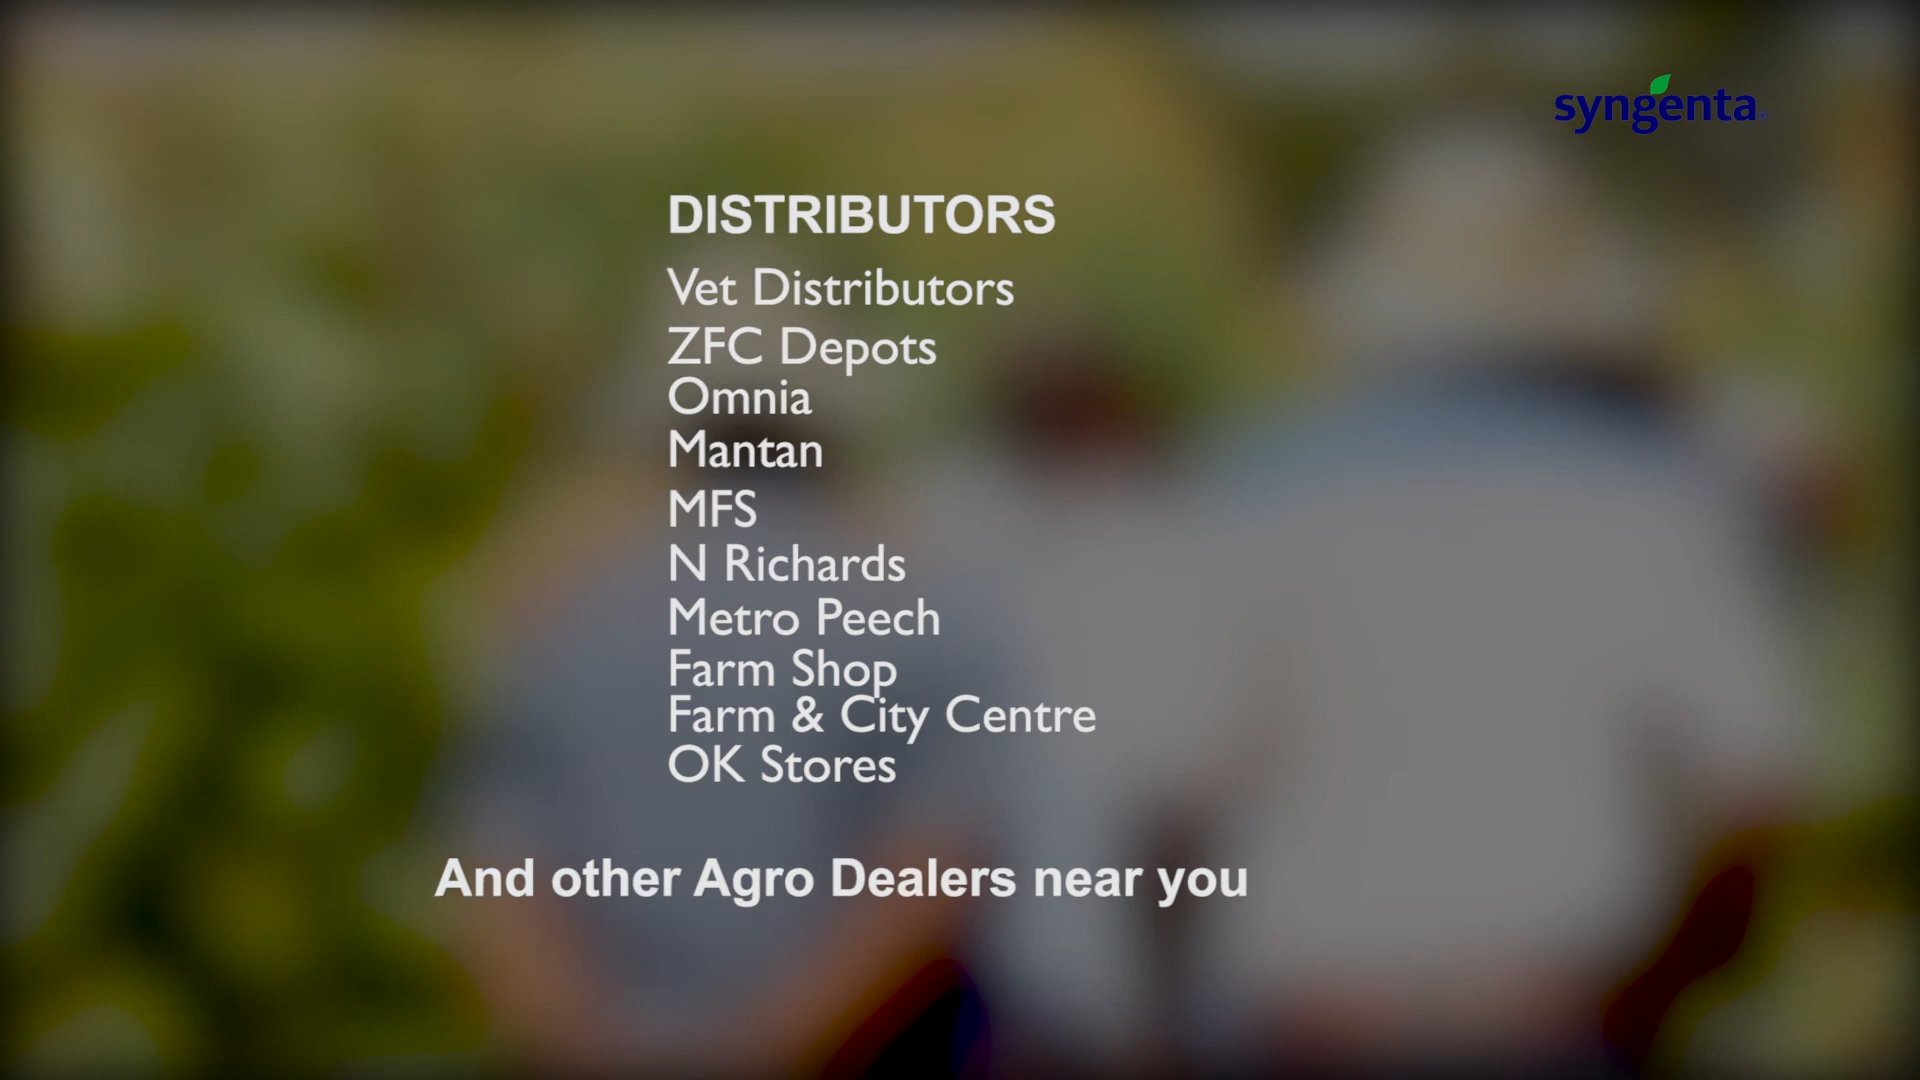 syngenta
DISTRIBUTORS
Vet Distributors
ZFC Depots
Omnia
Mantan
MFS
N Richards
Metro Peech
Farm Shop
Farm & City Centre
OK Stores
And other Agro Dealers near you